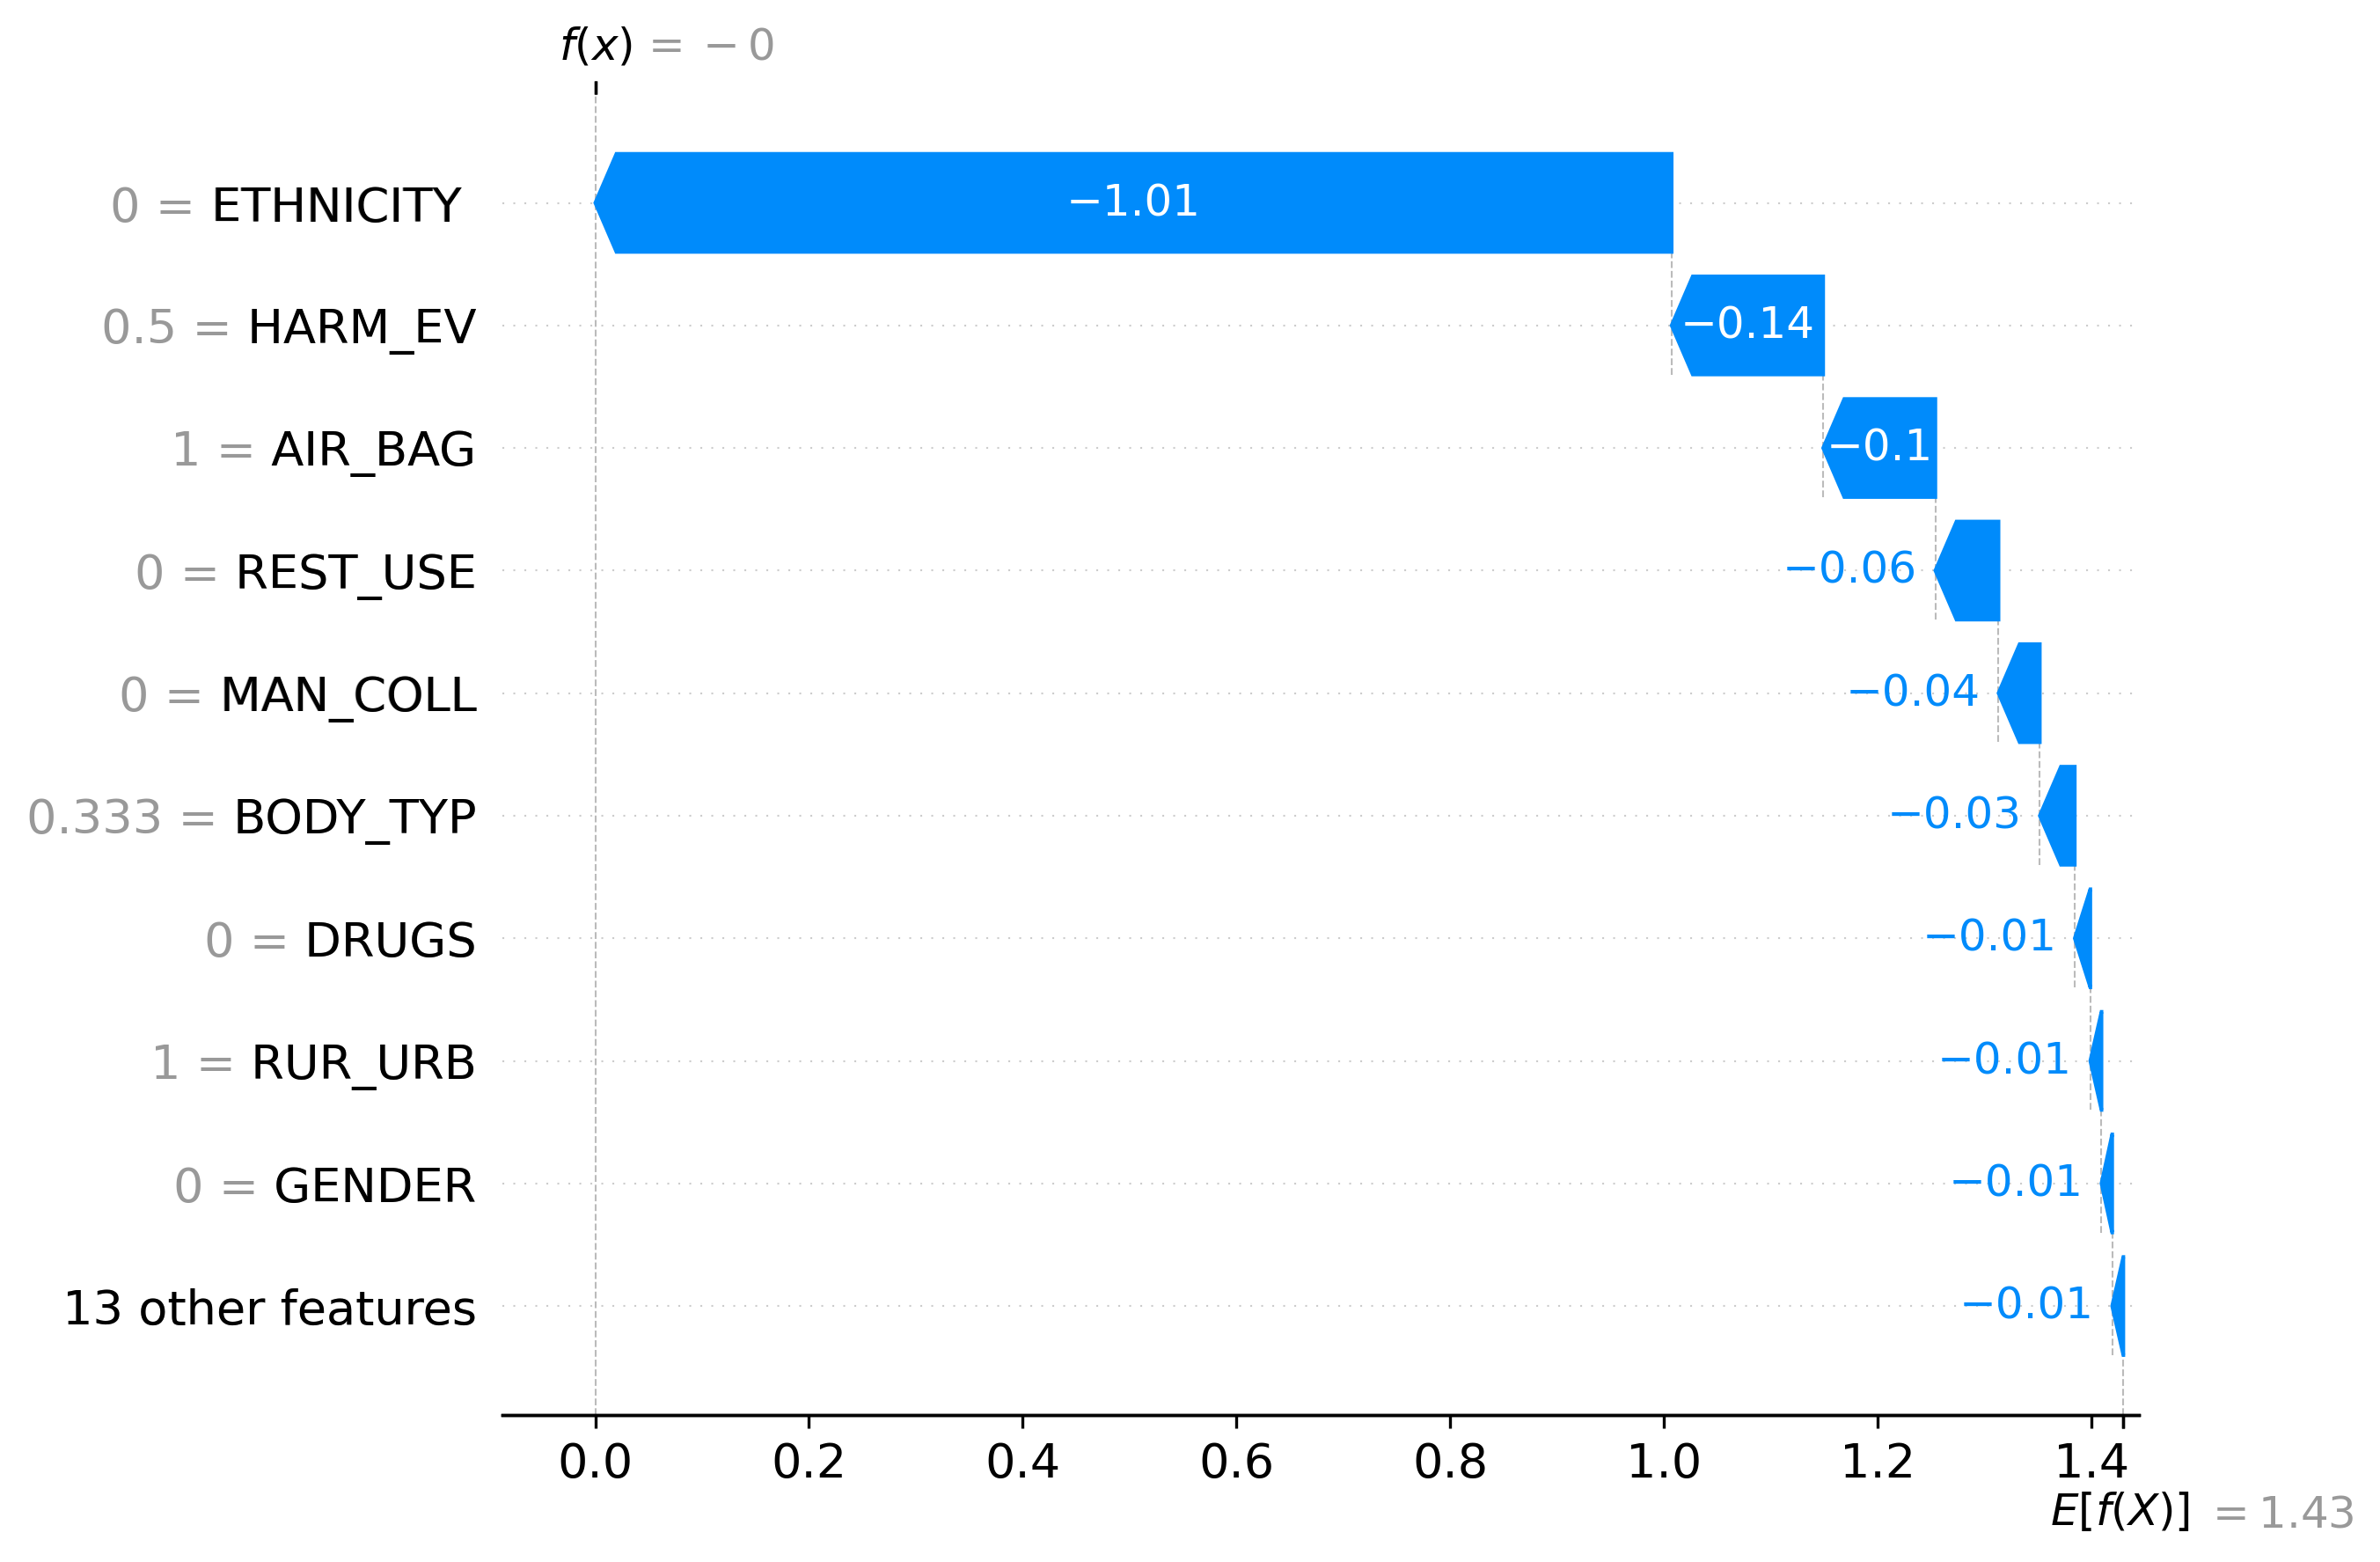 f(x) = − 0
0 = ETHNICITY −1.01
0.5 = HARM_EV −0.14
1 = AIR_BAG −0.1
0 = REST_USE −0.06
0 = MAN_COLL −0.04
0.333 = BODY_TYP −0.03
0 = DRUGS −0.01
1 = RUR_URB −0.01
0 = GENDER −0.01
13 other features −0.01
0.0 0.2 0.4 0.6 0.8 1.0 1.2 1.4
E[f(X)] = 1.43